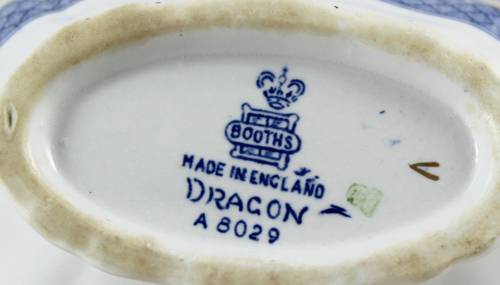 BOOTHS
MADE IN ENGLAND
DRAGON
A 8029